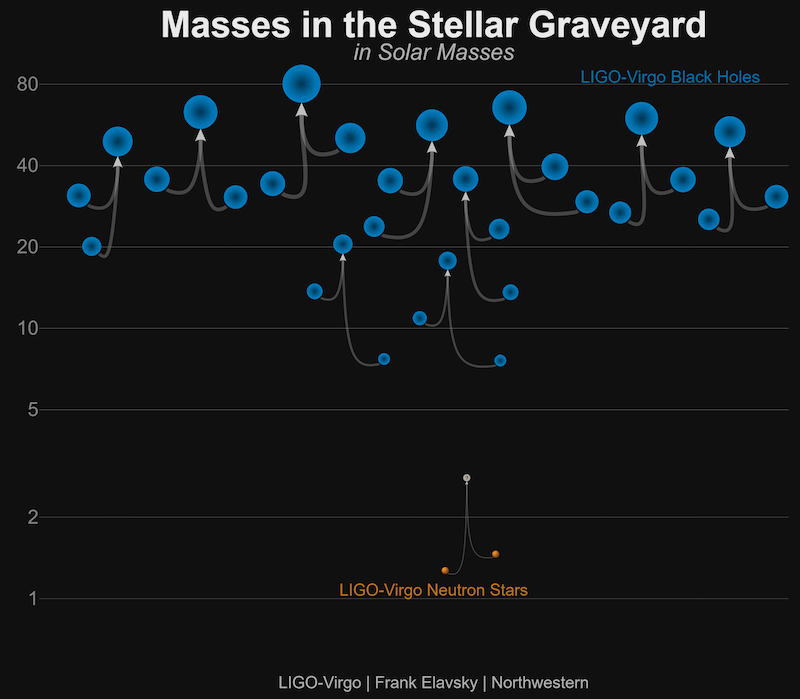 Masses in the Stellar Graveyard
in Solar Masses
LIGO-Virgo Black Holes
80
40
20
10
5
2
1
LIGO-Virgo Neutron Stars
LIGO-Virgo | Frank Elavsky | Northwestern